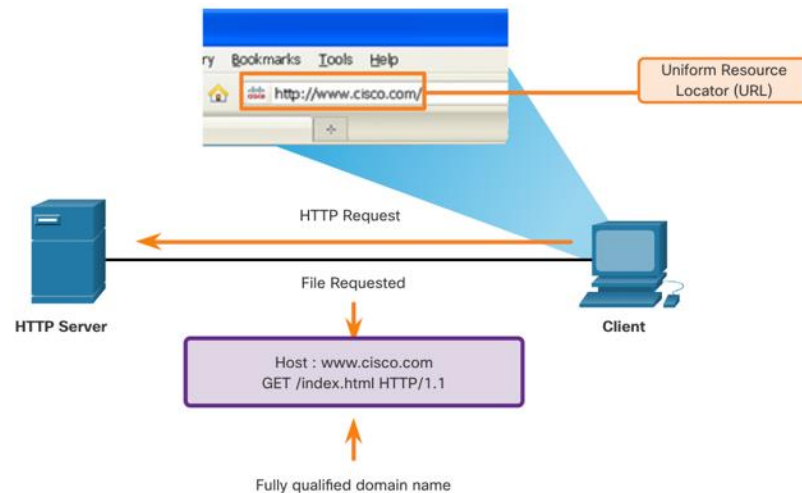 ry Bookmarks Tools Help
http://www.cisco.com/
Uniform Resource
Locator (URL)
HTTP Request
File Requested
HTTP Server
Client
Host : www.cisco.com
GET /index.html HTTP/1.1
Fully qualified domain name